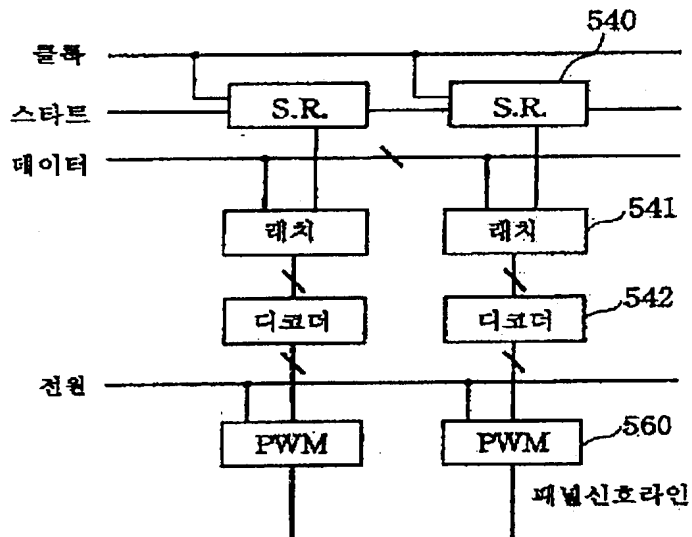 540
클록
S.R.
S.R.
스타트
데이터
래치
래치
541
디코더
디코더
542
전원
PWM
PWM
560
패널신호라인